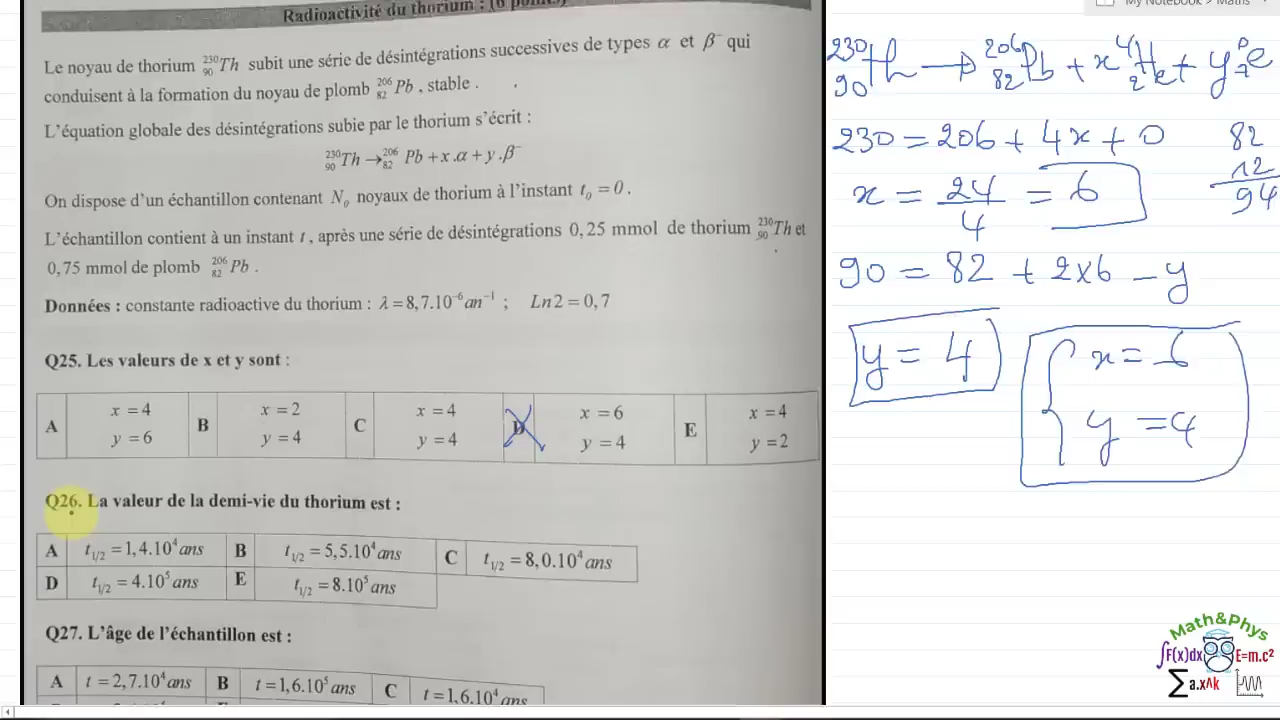 Radioactivité du thorium : (6 points)
Le noyau de thorium ²³⁰₉₀Th subit une série de désintégrations successives de types α et β⁻ qui
conduisent à la formation du noyau de plomb ²⁰⁶₈₂Pb , stable .
L'équation globale des désintégrations subie par le thorium s'écrit :
²³⁰₉₀Th → ²⁰⁶₈₂Pb + x.α + y.β⁻
On dispose d'un échantillon contenant N₀ noyaux de thorium à l'instant t₀ = 0 .
L'échantillon contient à un instant t , après une série de désintégrations 0,25 mmol de thorium ²³⁰₉₀Th et
0,75 mmol de plomb ²⁰⁶₈₂Pb .
Données : constante radioactive du thorium : λ = 8,7.10⁻⁶ an⁻¹ ; Ln2 = 0,7
Q25. Les valeurs de x et y sont :
A x = 4 y = 6 B x = 2 y = 4 C x = 4 y = 4 D x = 6 y = 4 E x = 4 y = 2
Q26. La valeur de la demi-vie du thorium est :
A t₁/₂ = 1,4.10⁴ ans B t₁/₂ = 5,5.10⁴ ans C t₁/₂ = 8,0.10⁴ ans
D t₁/₂ = 4.10⁵ ans E t₁/₂ = 8.10⁵ ans
Q27. L'âge de l'échantillon est :
A t = 2,7.10⁴ ans B t = 1,6.10⁵ ans C t = 1,6.10⁴ ans
My Notebook > Maths
²³⁰₉₀Th → ²⁰⁶₈₂Pb + x ⁴₂He + y ⁰₋₁e
230 = 206 + 4x + 0
x = 24/4 = 6
82
12
94
90 = 82 + 2×6 - y
y = 4
x = 6
y = 4
Math&Phys
∫F(x)dx E=m.c²
∑ a.x^k